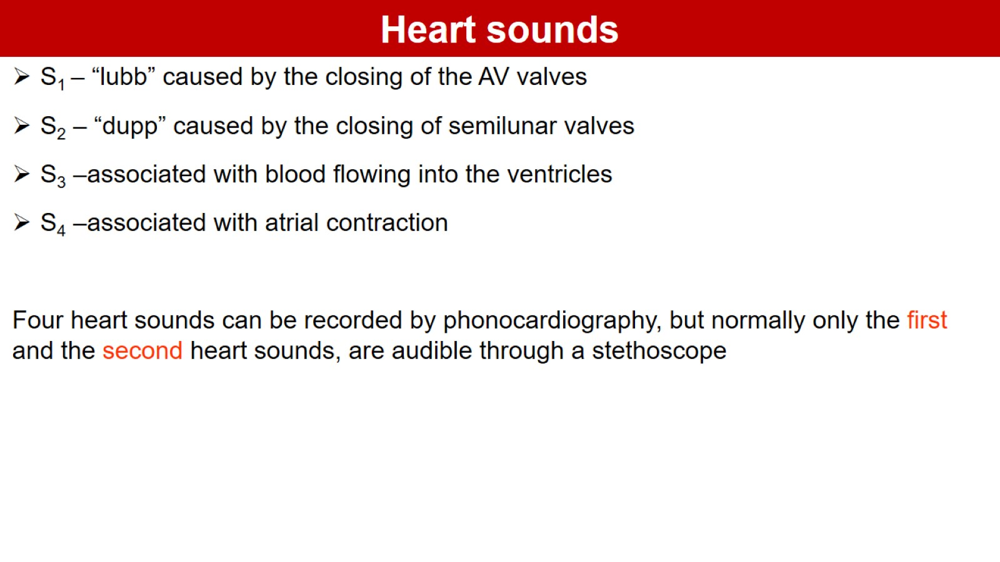 Heart sounds
➢ S₁ – “lubb” caused by the closing of the AV valves
➢ S₂ – “dupp” caused by the closing of semilunar valves
➢ S₃ –associated with blood flowing into the ventricles
➢ S₄ –associated with atrial contraction
Four heart sounds can be recorded by phonocardiography, but normally only the first
and the second heart sounds, are audible through a stethoscope